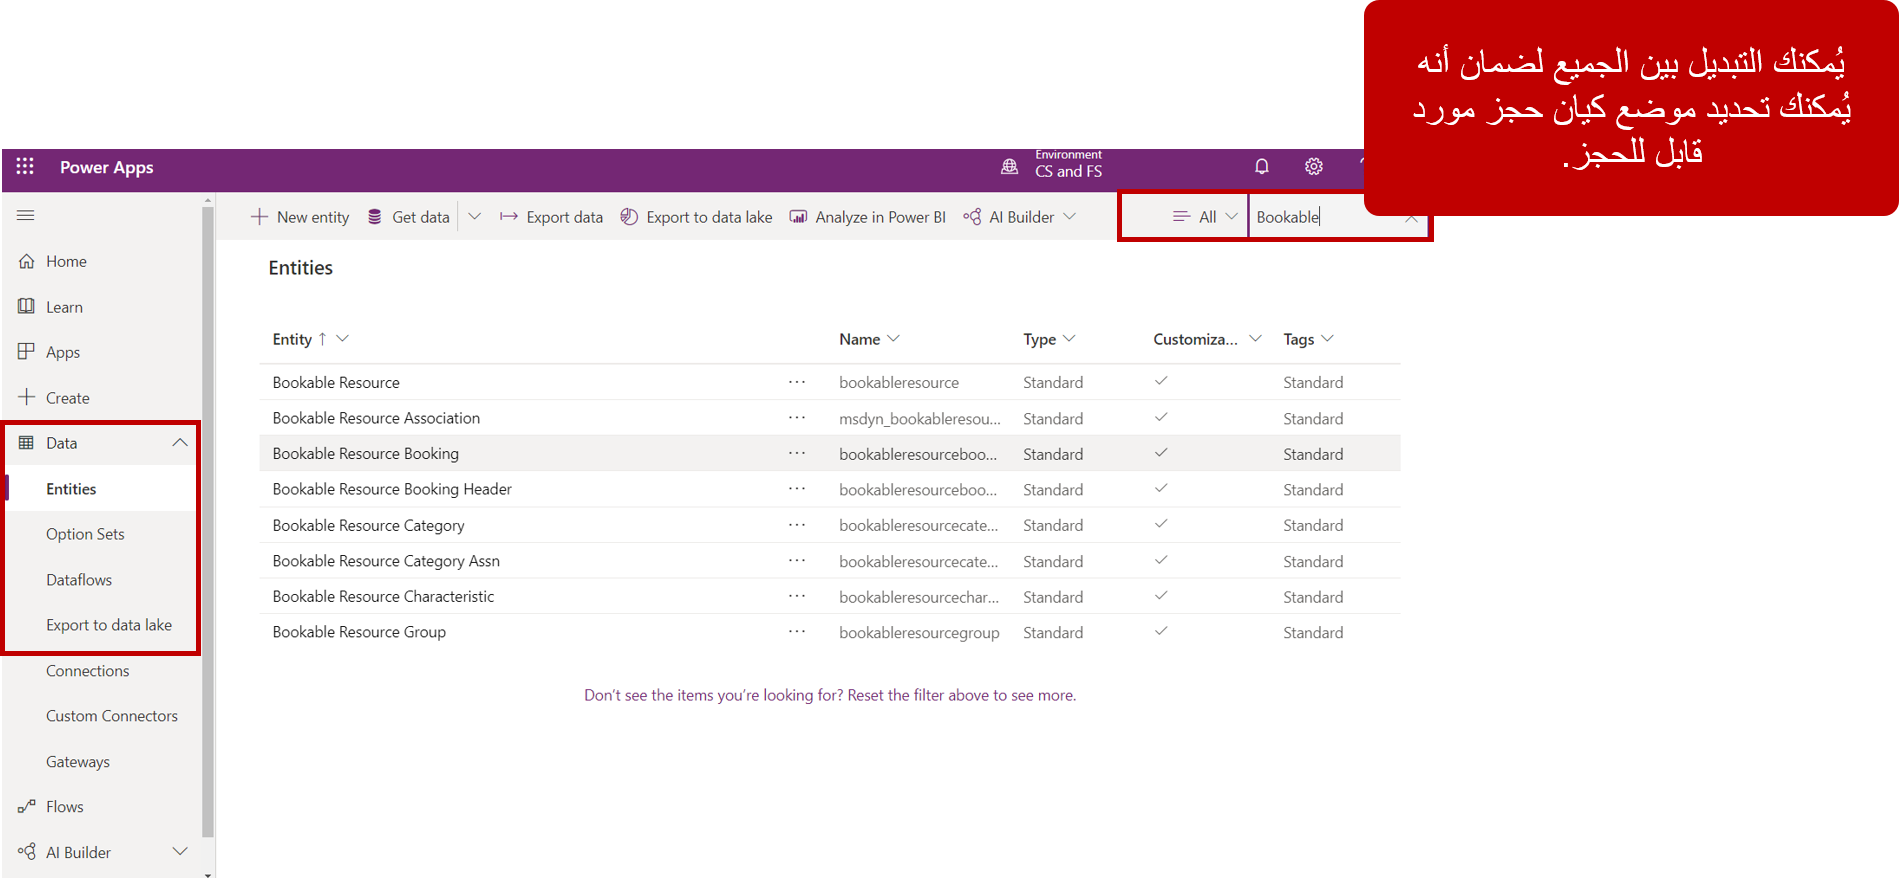 يُمكنك التبديل بين الجميع لضمان أنه
يُمكنك تحديد موضع كيان حجز مورد
قابل للحجز.
Power Apps
Environment
CS and FS
New entity
Get data
Export data
Export to data lake
Analyze in Power BI
AI Builder
All
Bookable
Home
Learn
Apps
Create
Data
Entities
Option Sets
Dataflows
Export to data lake
Connections
Custom Connectors
Gateways
Flows
AI Builder
Entities
Entity ↑ Name Type Customiza... Tags
Bookable Resource ... bookableresource Standard Standard
Bookable Resource Association ... msdyn_bookableresou... Standard Standard
Bookable Resource Booking ... bookableresourceboo... Standard Standard
Bookable Resource Booking Header ... bookableresourceboo... Standard Standard
Bookable Resource Category ... bookableresourcecate... Standard Standard
Bookable Resource Category Assn ... bookableresourcecate... Standard Standard
Bookable Resource Characteristic ... bookableresourcechar... Standard Standard
Bookable Resource Group ... bookableresourcegroup Standard Standard
Don't see the items you're looking for? Reset the filter above to see more.